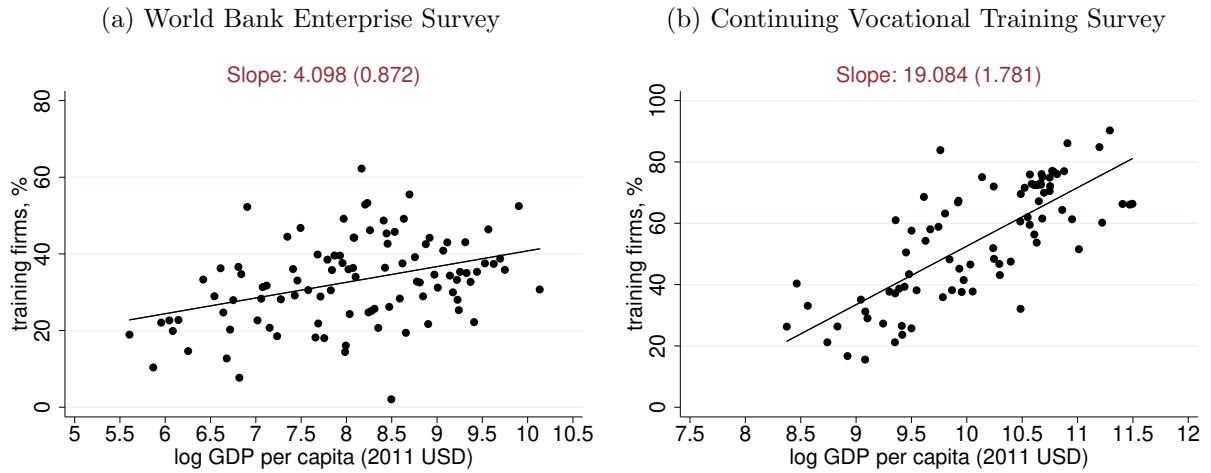 (a) World Bank Enterprise Survey
Slope: 4.098 (0.872)
training firms, %
80
60
40
20
0
5 5.5 6 6.5 7 7.5 8 8.5 9 9.5 10 10.5
log GDP per capita (2011 USD)
(b) Continuing Vocational Training Survey
Slope: 19.084 (1.781)
training firms, %
100
80
60
40
20
0
7.5 8 8.5 9 9.5 10 10.5 11 11.5 12
log GDP per capita (2011 USD)